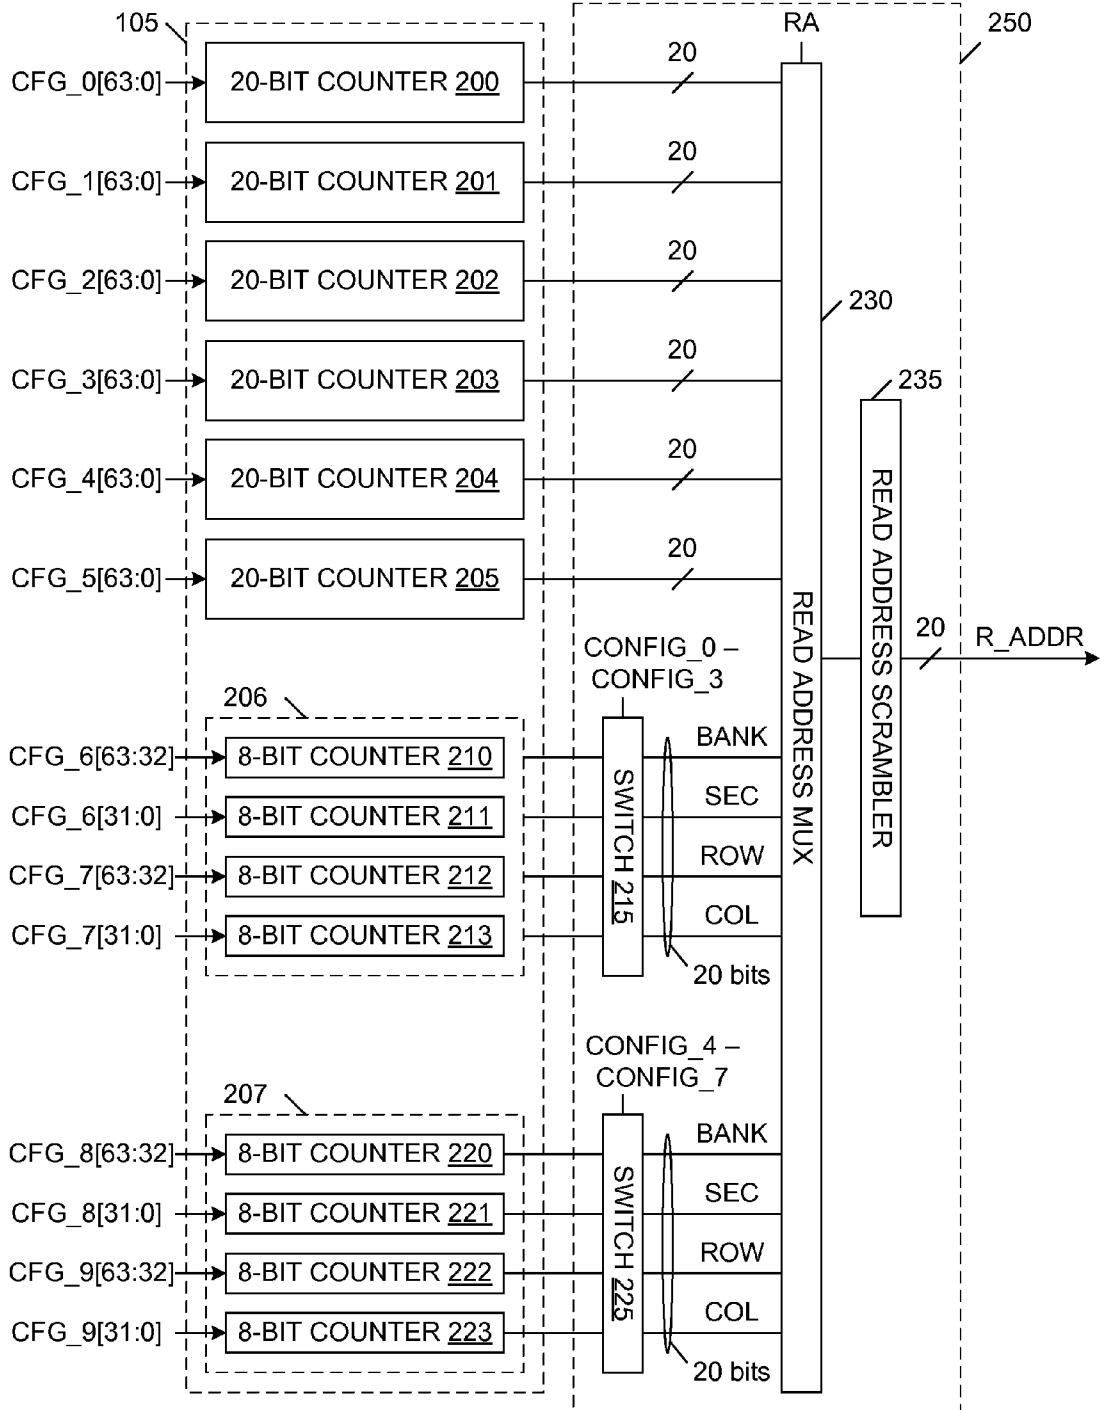 105
RA
250
CFG_0[63:0]
20-BIT COUNTER 200
20
CFG_1[63:0]
20-BIT COUNTER 201
20
CFG_2[63:0]
20-BIT COUNTER 202
20
230
CFG_3[63:0]
20-BIT COUNTER 203
20
235
CFG_4[63:0]
20-BIT COUNTER 204
20
CFG_5[63:0]
20-BIT COUNTER 205
20
READ ADDRESS MUX
READ ADDRESS SCRAMBLER
20
R_ADDR
CONFIG_0 –
CONFIG_3
206
CFG_6[63:32]
8-BIT COUNTER 210
BANK
CFG_6[31:0]
8-BIT COUNTER 211
SEC
SWITCH 215
CFG_7[63:32]
8-BIT COUNTER 212
ROW
CFG_7[31:0]
8-BIT COUNTER 213
COL
20 bits
CONFIG_4 –
CONFIG_7
207
CFG_8[63:32]
8-BIT COUNTER 220
BANK
CFG_8[31:0]
8-BIT COUNTER 221
SEC
SWITCH 225
CFG_9[63:32]
8-BIT COUNTER 222
ROW
CFG_9[31:0]
8-BIT COUNTER 223
COL
20 bits